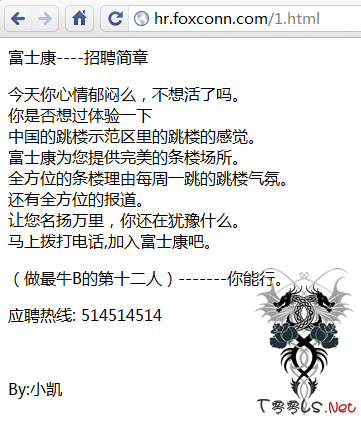 hr.foxconn.com/1.html
富士康----招聘简章
今天你心情郁闷么，不想活了吗。
你是否想过体验一下
中国的跳楼示范区里的跳楼的感觉。
富士康为您提供完美的条楼场所。
全方位的条楼理由每周一跳的跳楼气氛。
还有全方位的报道。
让您名扬万里，你还在犹豫什么。
马上拨打电话,加入富士康吧。
（做最牛B的第十二人）-------你能行。
应聘热线: 514514514
By:小凯
T00LS.Net